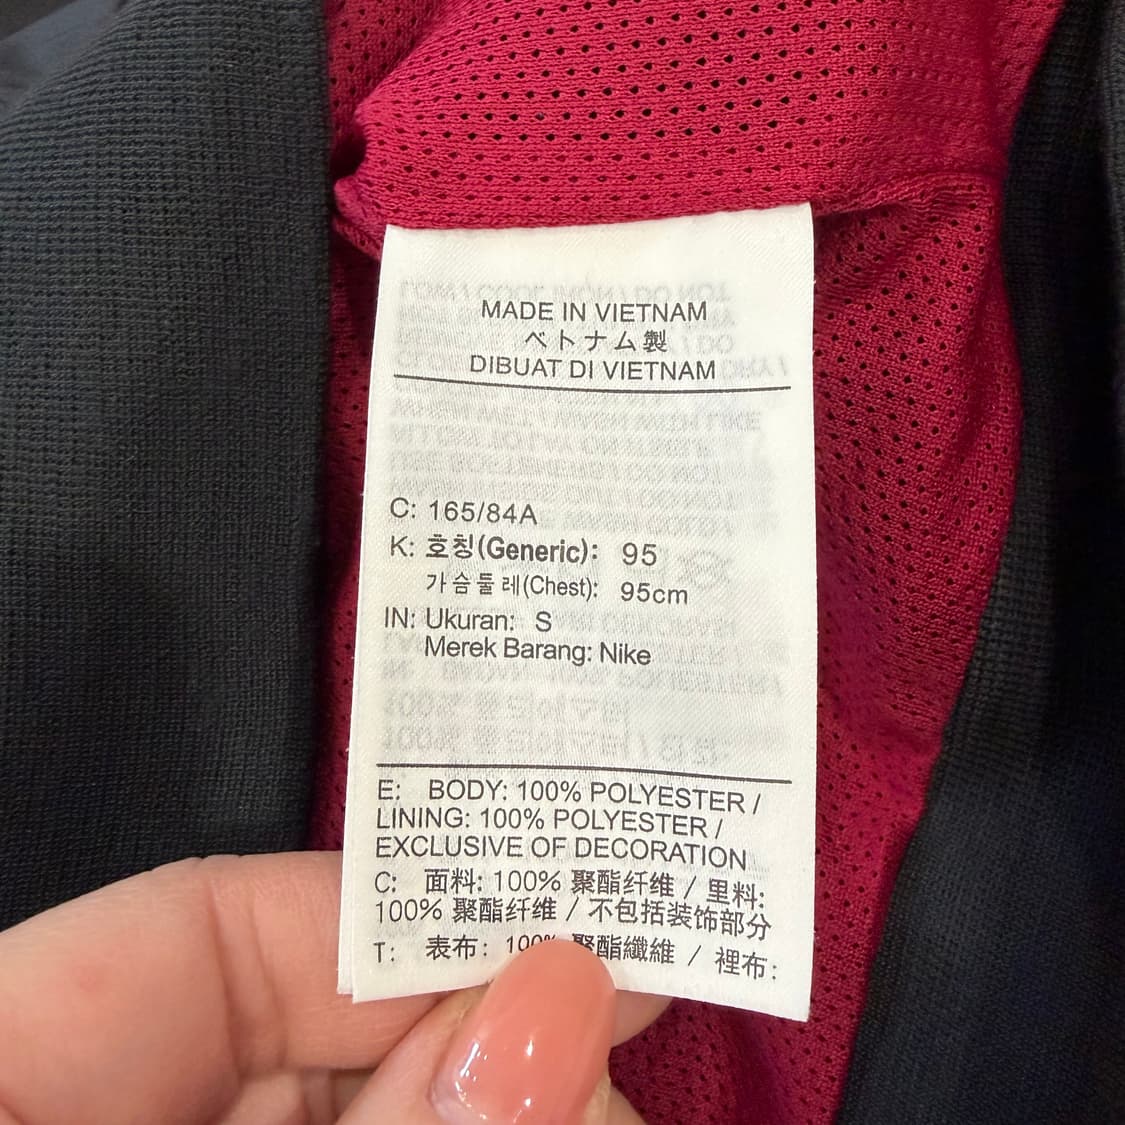 MADE IN VIETNAM
ベトナム製
DIBUAT DI VIETNAM
C: 165/84A
K: 호칭(Generic): 95
가슴둘레(Chest): 95cm
IN: Ukuran: S
Merek Barang: Nike
E: BODY: 100% POLYESTER /
LINING: 100% POLYESTER /
EXCLUSIVE OF DECORATION
C: 面料: 100% 聚酯纤维 / 里料:
100% 聚酯纤维 / 不包括装饰部分
T: 表布: 100% 聚酯纖維 / 裡布: